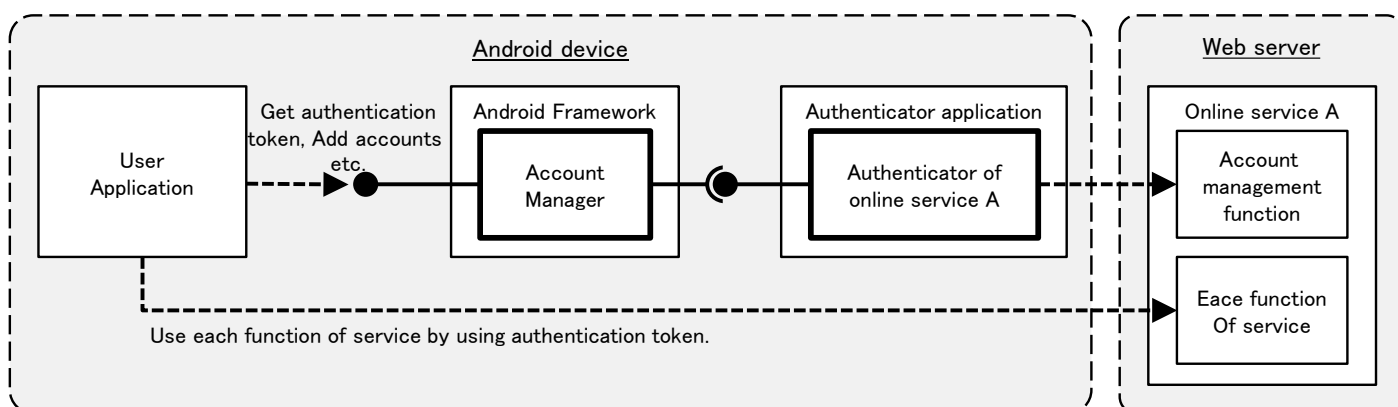 Android device
Web server
User
Application
Get authentication
token, Add accounts
etc.
Android Framework
Account
Manager
Authenticator application
Authenticator of
online service A
Online service A
Account
management
function
Eace function
Of service
Use each function of service by using authentication token.